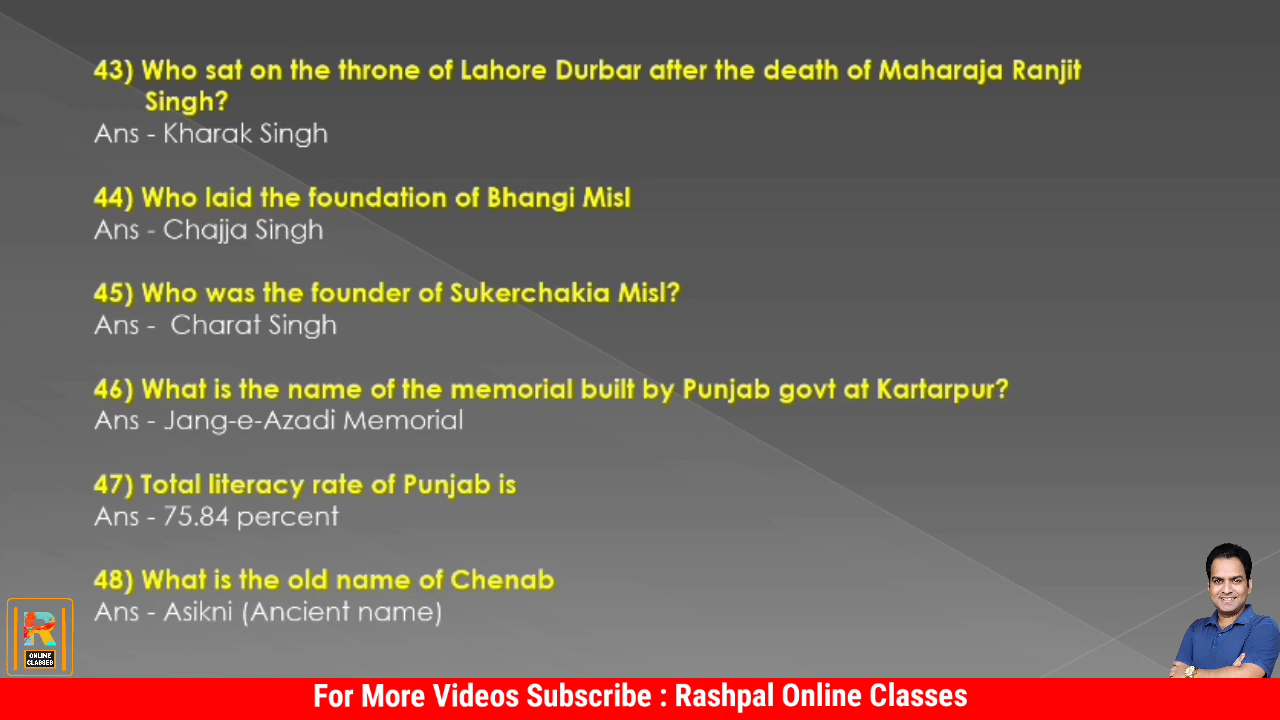 43) Who sat on the throne of Lahore Durbar after the death of Maharaja Ranjit
Singh?
Ans - Kharak Singh
44) Who laid the foundation of Bhangi Misl
Ans - Chajja Singh
45) Who was the founder of Sukerchakia Misl?
Ans - Charat Singh
46) What is the name of the memorial built by Punjab govt at Kartarpur?
Ans - Jang-e-Azadi Memorial
47) Total literacy rate of Punjab is
Ans - 75.84 percent
48) What is the old name of Chenab
Ans - Asikni (Ancient name)
R
ONLINE
CLASSES
For More Videos Subscribe : Rashpal Online Classes